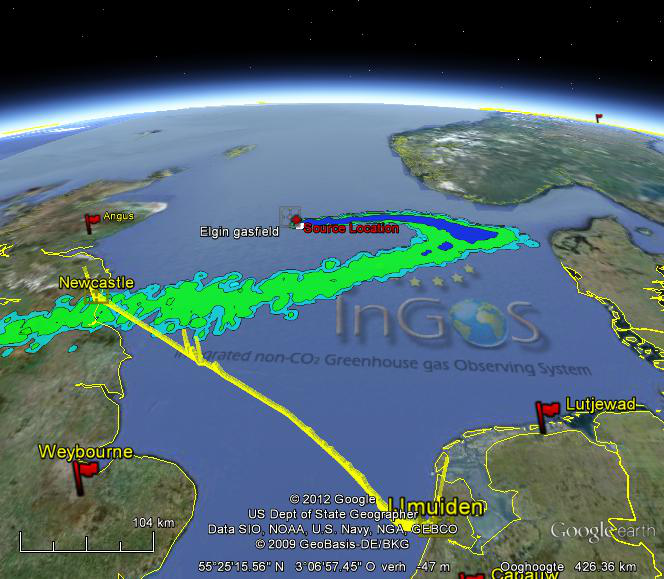 Angus
Elgin gasfield
Source Location
Newcastle
InGOS
Integrated non-CO₂ Greenhouse gas Observing System
Lutjewad
Weybourne
IJmuiden
© 2012 Google
US Dept of State Geographer
Data SIO, NOAA, U.S. Navy, NGA, GEBCO
© 2009 GeoBasis-DE/BKG
104 km
Google earth
55°25'15.56" N 3°06'57.45" O verh -47 m Ooghoogte 426.36 km